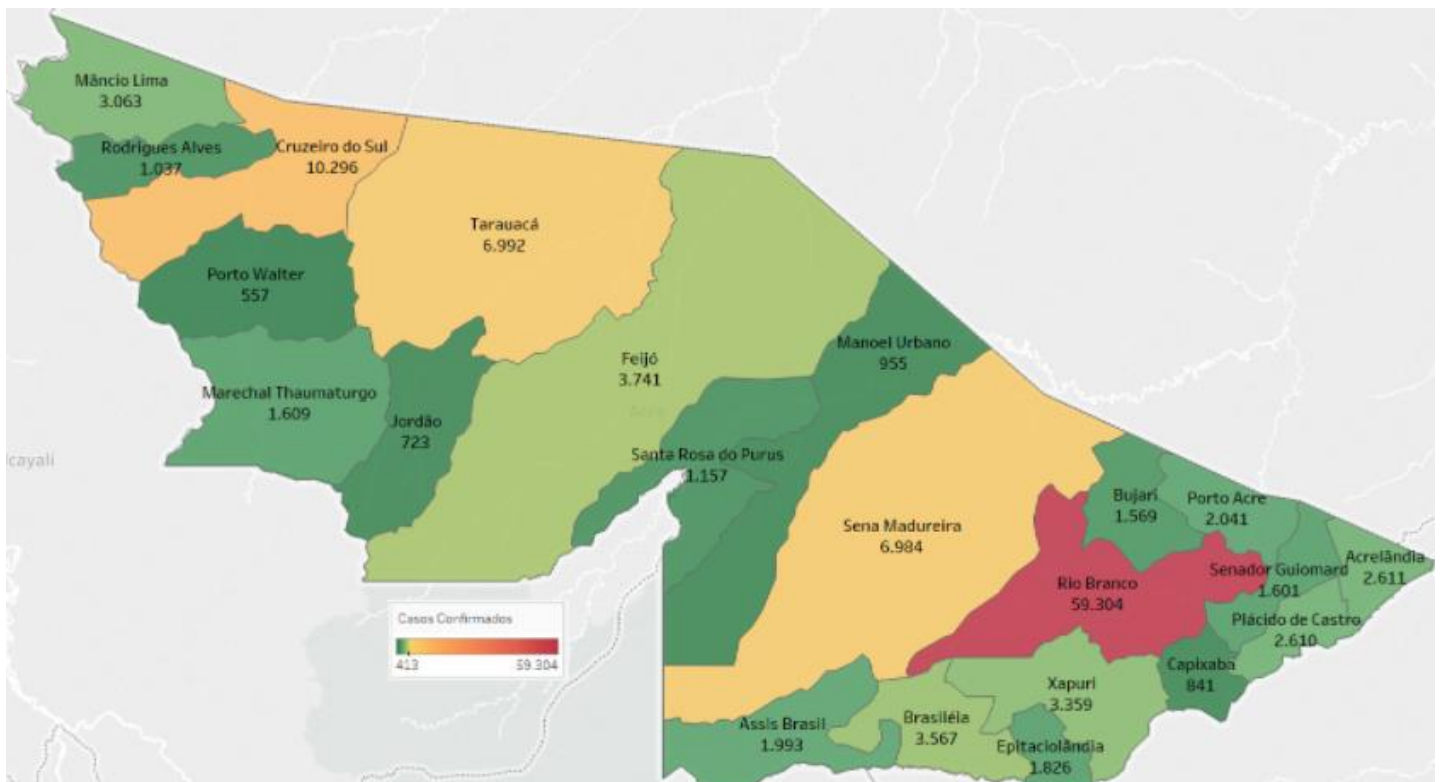 Mâncio Lima
3.063
Rodrigues Alves
1.037
Cruzeiro do Sul
10.296
Tarauacá
6.992
Porto Walter
557
Feijó
3.741
Manoel Urbano
955
Marechal Thaumaturgo
1.609
Jordão
723
Santa Rosa do Purus
1.157
cayali
Sena Madureira
6.984
Bujari
1.569
Porto Acre
2.041
Acrelândia
2.611
Senador Guiomard
1.601
Rio Branco
59.304
Plácido de Castro
2.610
Capixaba
841
Xapuri
3.359
Assis Brasil
1.993
Brasiléia
3.567
Epitaciolândia
1.826
Casos Confirmados
413 59.304